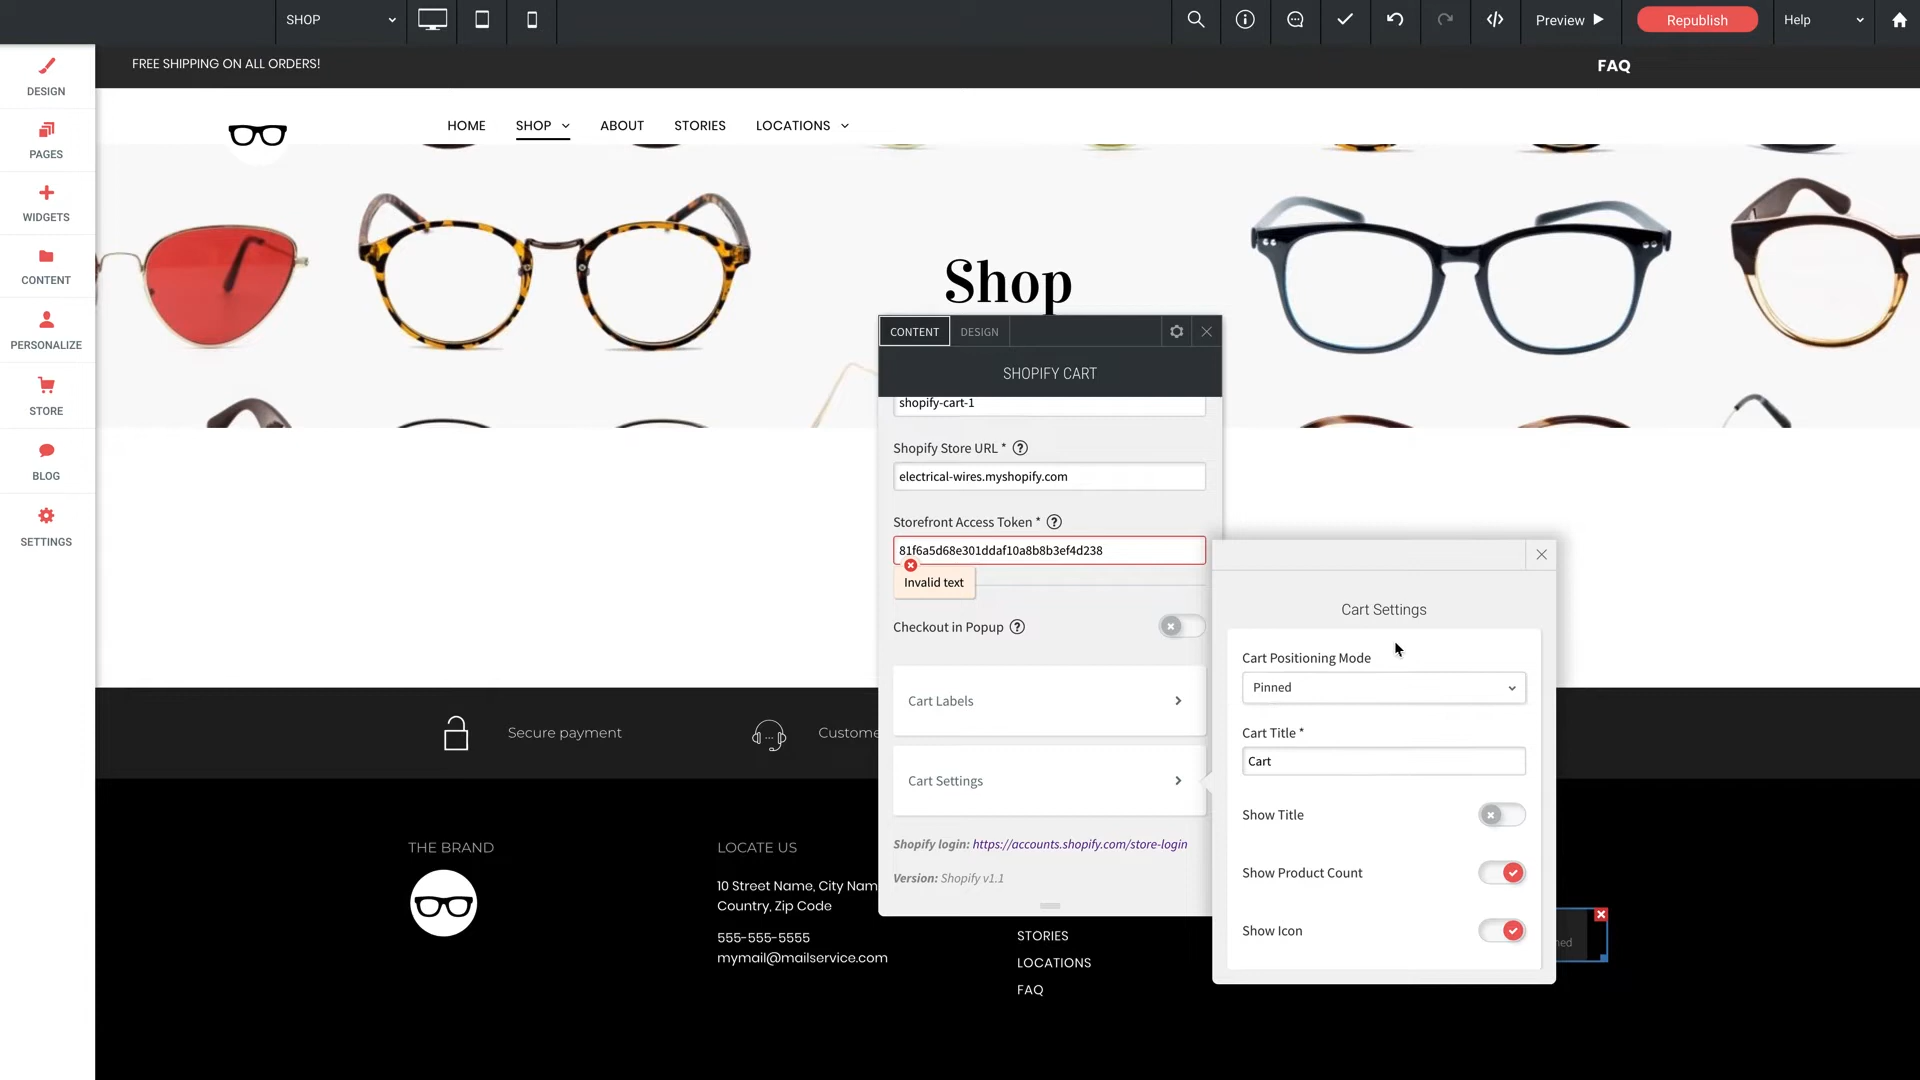 SHOP
Preview
Republish
Help
FREE SHIPPING ON ALL ORDERS!
FAQ
DESIGN
PAGES
WIDGETS
CONTENT
PERSONALIZE
STORE
BLOG
SETTINGS
HOME
SHOP
ABOUT
STORIES
LOCATIONS
Shop
CONTENT
DESIGN
SHOPIFY CART
shopify-cart-1
Shopify Store URL *
electrical-wires.myshopify.com
Storefront Access Token *
81f6a5d68e301ddaf10a8b8b3ef4d238
Invalid text
Checkout in Popup
Cart Labels
Cart Settings
Shopify login: https://accounts.shopify.com/store-login
Version: Shopify v1.1
Cart Settings
Cart Positioning Mode
Pinned
Cart Title *
Cart
Show Title
Show Product Count
Show Icon
Secure payment
Custome
THE BRAND
LOCATE US
10 Street Name, City Nam
Country, Zip Code
555-555-5555
mymail@mailservice.com
STORIES
LOCATIONS
FAQ
ned